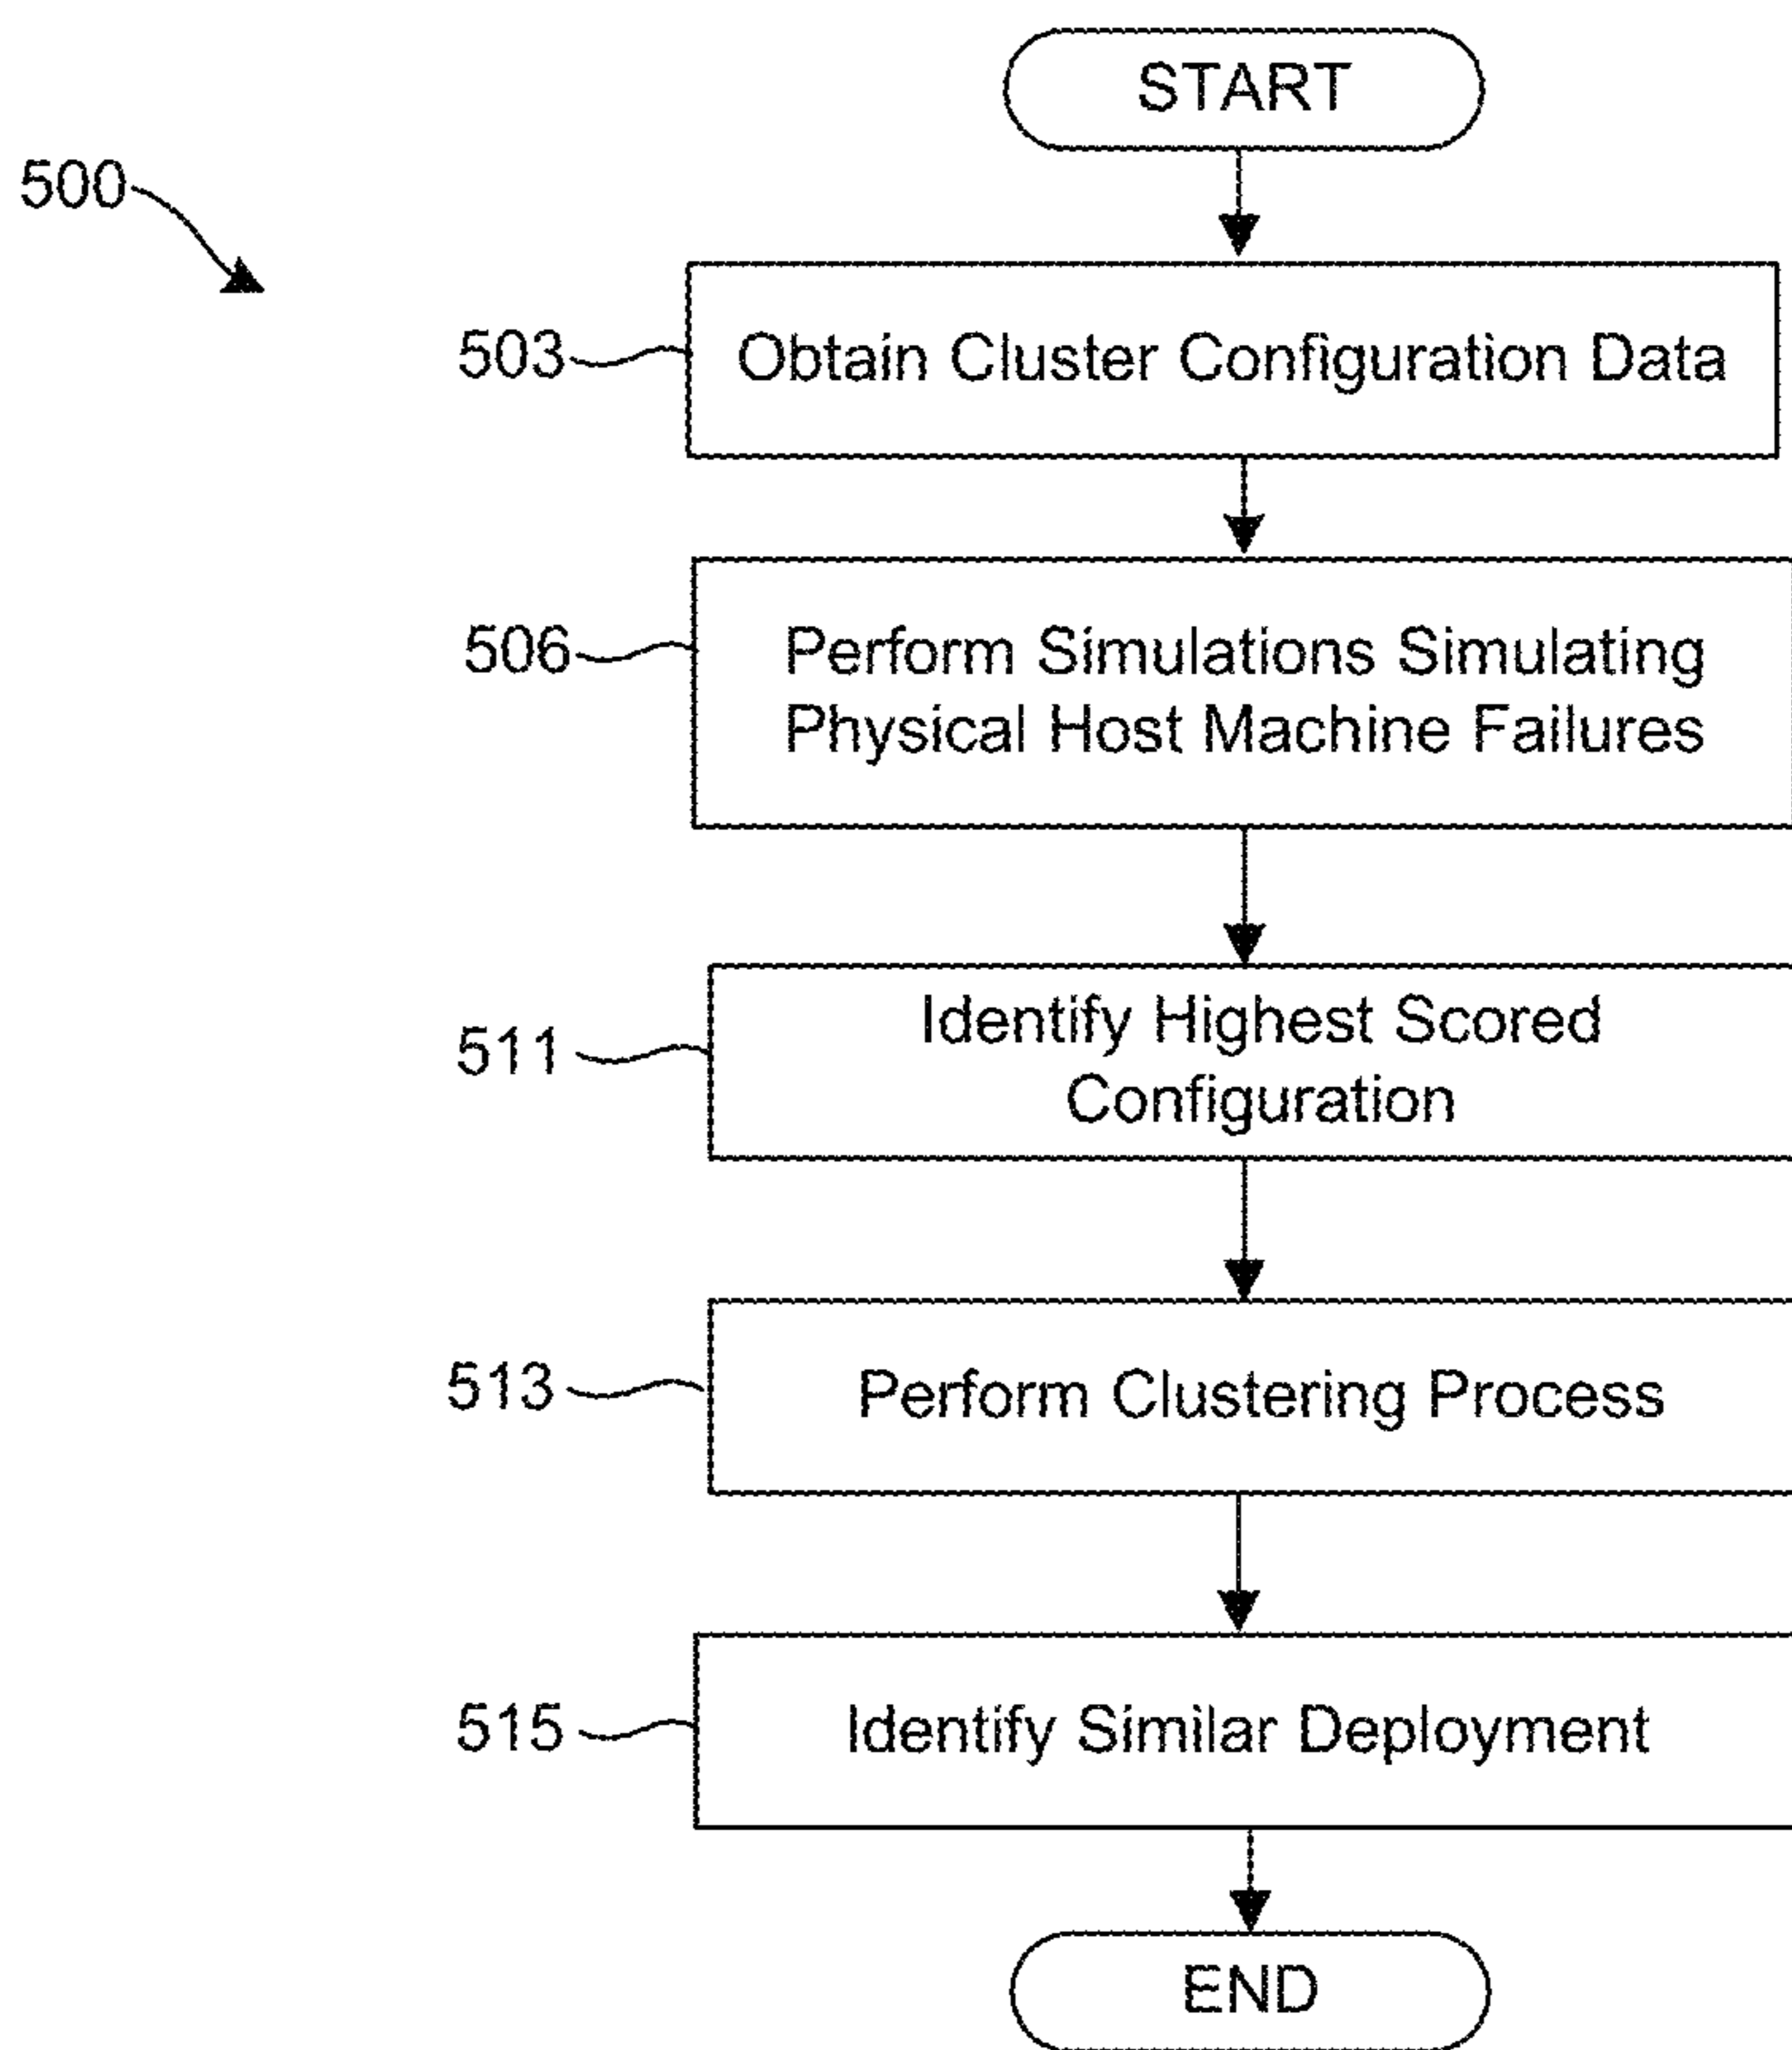 START
500
503
Obtain Cluster Configuration Data
506
Perform Simulations Simulating
Physical Host Machine Failures
511
Identify Highest Scored
Configuration
513
Perform Clustering Process
515
Identify Similar Deployment
END